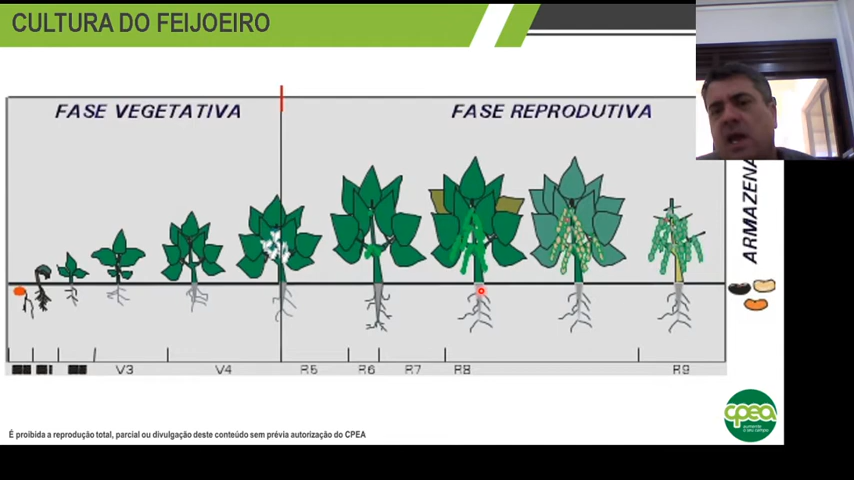 CULTURA DO FEIJOEIRO
FASE VEGETATIVA
FASE REPRODUTIVA
ARMAZENA
V3
V4
R5
R6
R7
R8
R9
cpea
É proibida a reprodução total, parcial ou divulgação deste conteúdo sem prévia autorização do CPEA